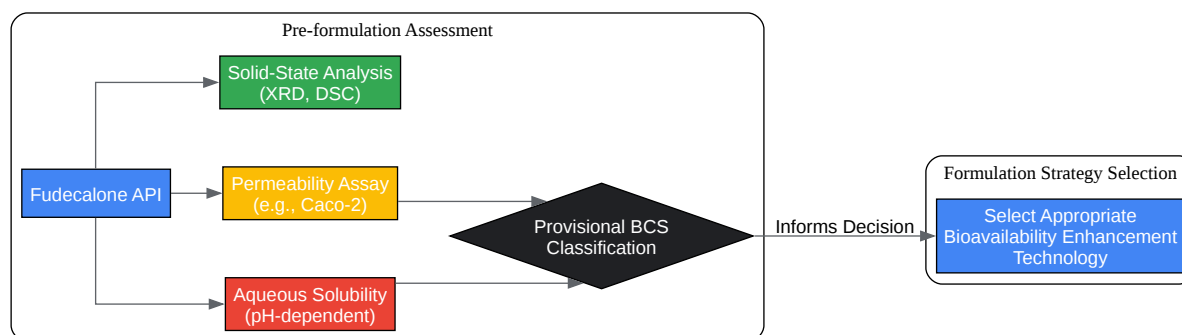 Pre-formulation Assessment
Solid-State Analysis
(XRD, DSC)
Fudecalone API
Permeability Assay
(e.g., Caco-2)
Aqueous Solubility
(pH-dependent)
Provisional BCS
Classification
Informs Decision
Formulation Strategy Selection
Select Appropriate
Bioavailability Enhancement
Technology